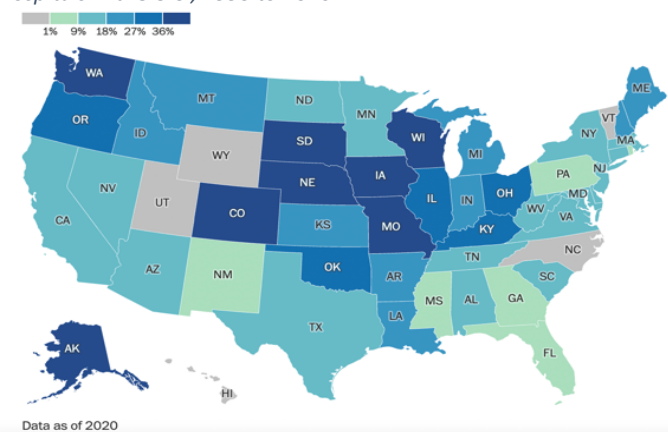 1% 9% 18% 27% 36%
WA
ME
MT
ND
VT
OR
MN
ID
WI
NY
MA
SD
MI
WY
PA
NJ
IA
NE
OH
MD
NV
IL
IN
UT
WV
CO
VA
CA
KS
MO
KY
NC
TN
AZ
OK
NM
AR
SC
MS
AL
GA
LA
TX
AK
FL
HI
Data as of 2020